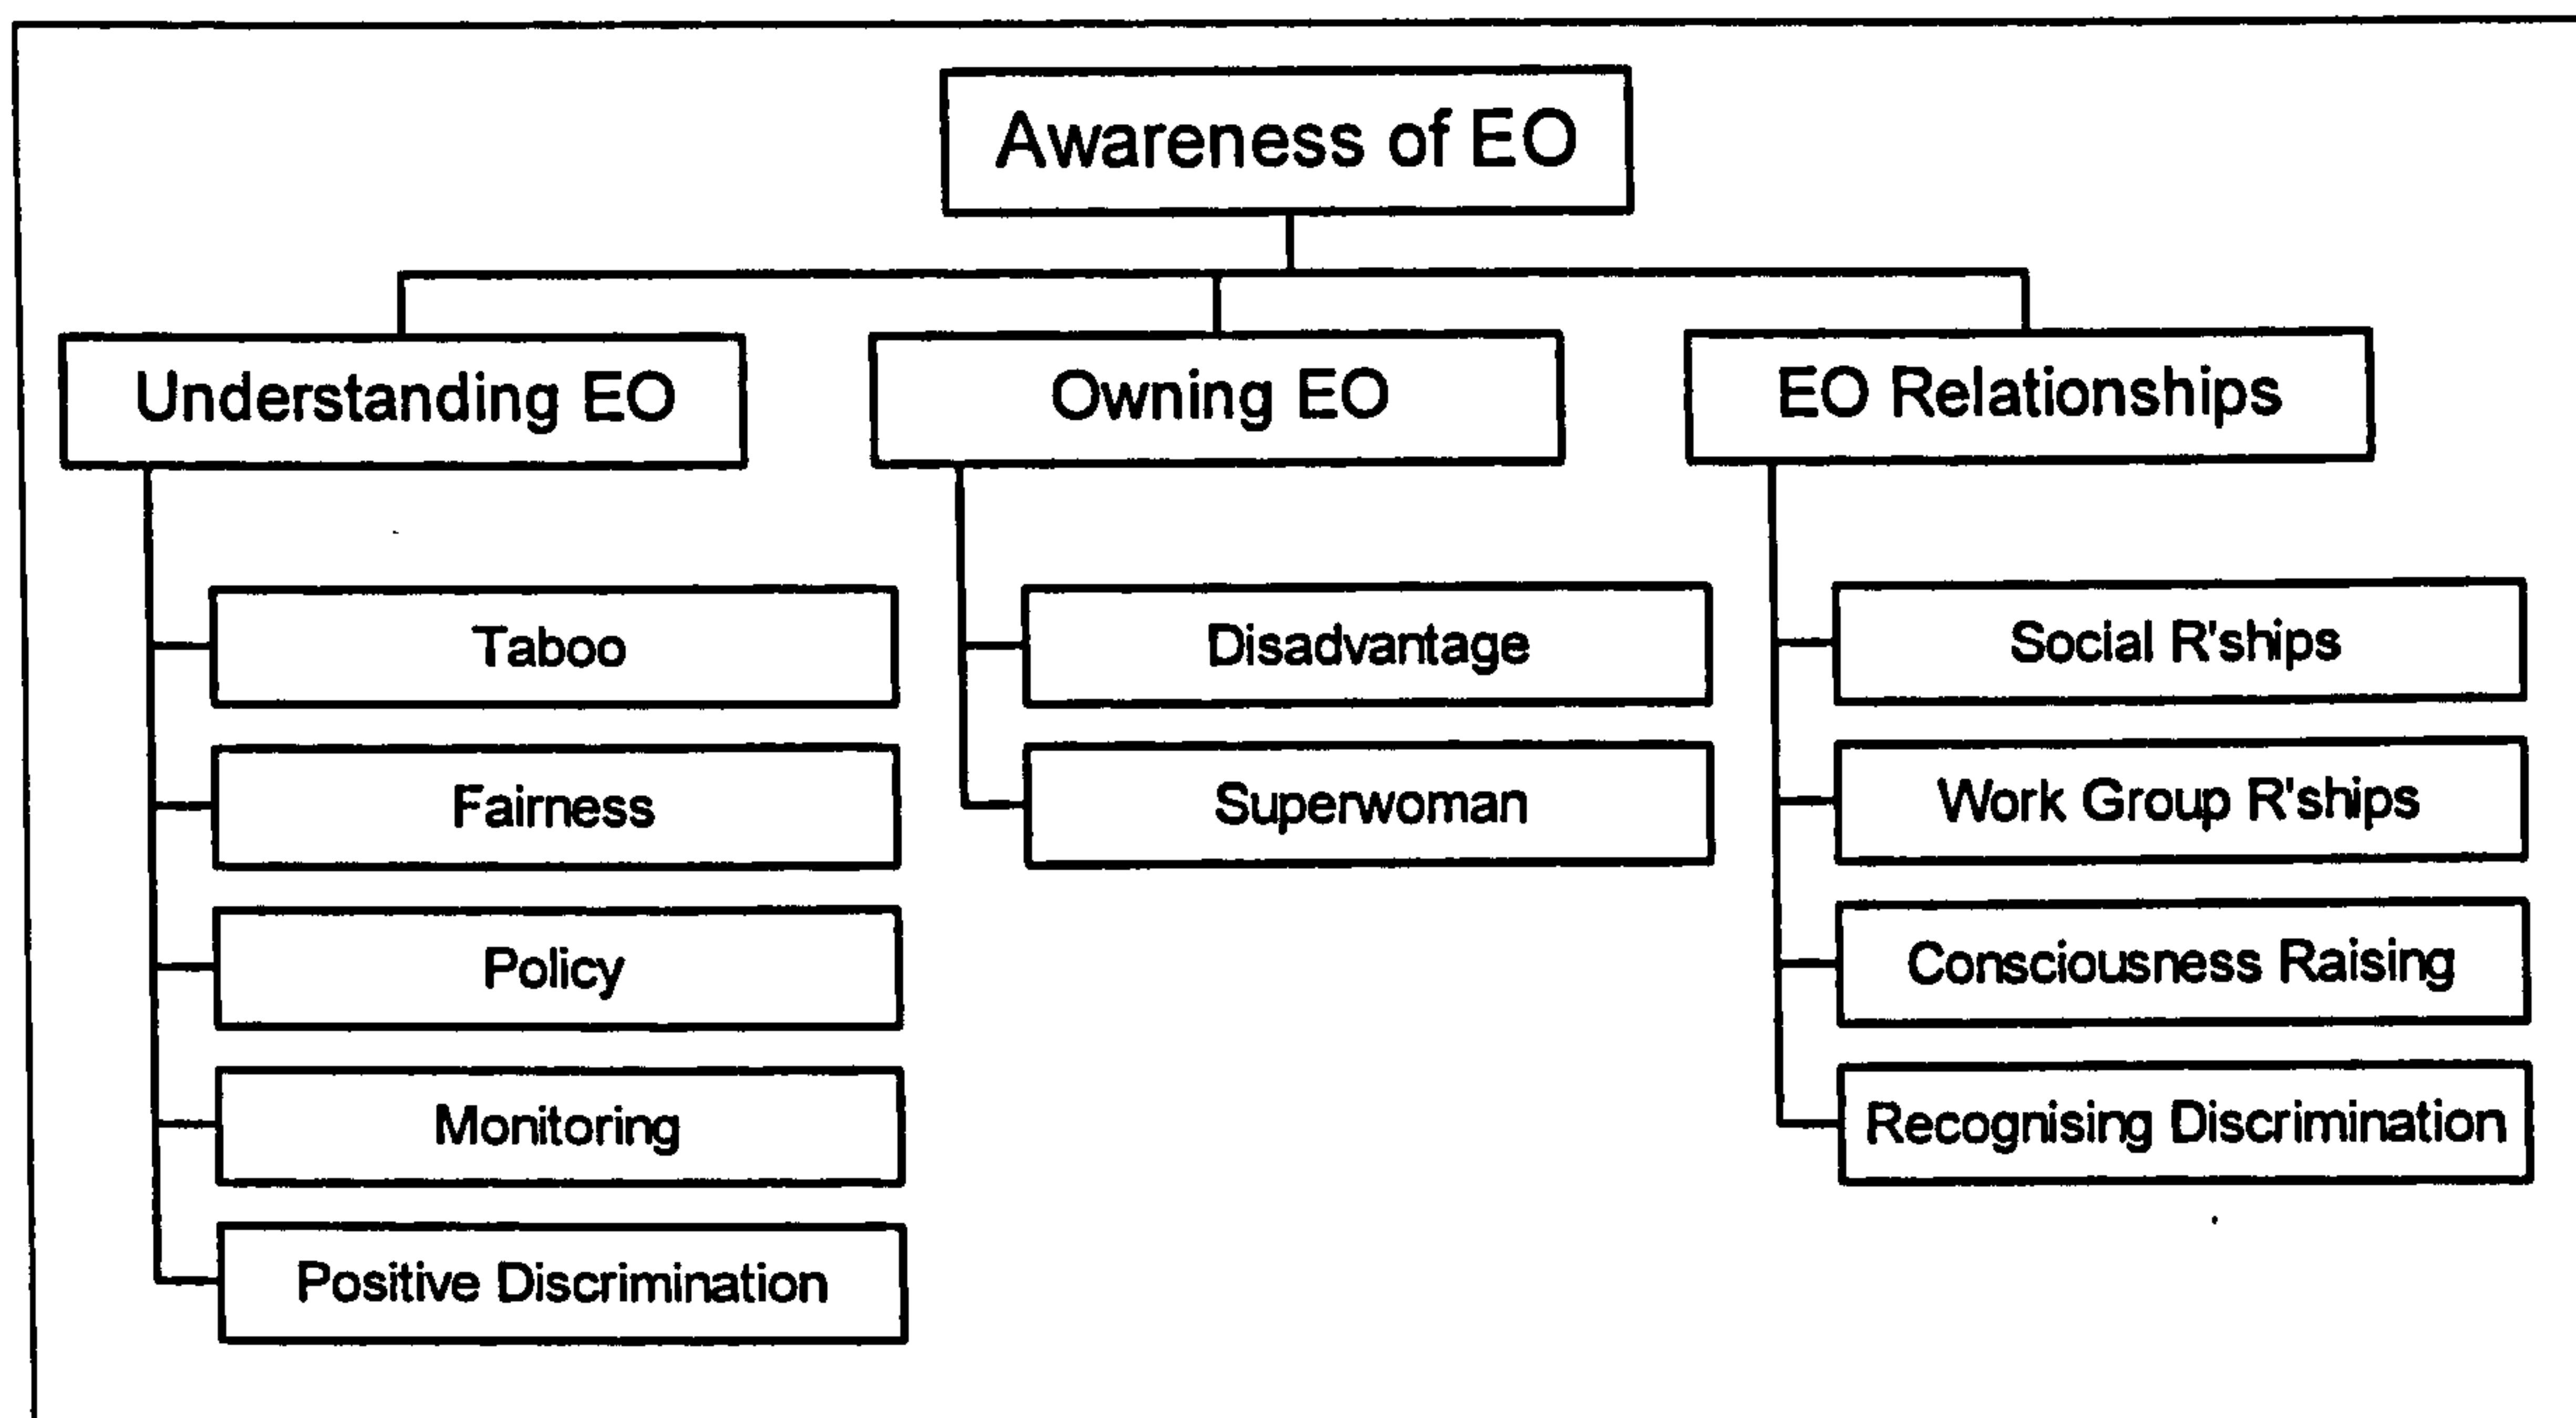 Awareness of EO
Understanding EO
Owning EO
EO Relationships
Taboo
Fairness
Policy
Monitoring
Positive Discrimination
Disadvantage
Superwoman
Social R'ships
Work Group R'ships
Consciousness Raising
Recognising Discrimination